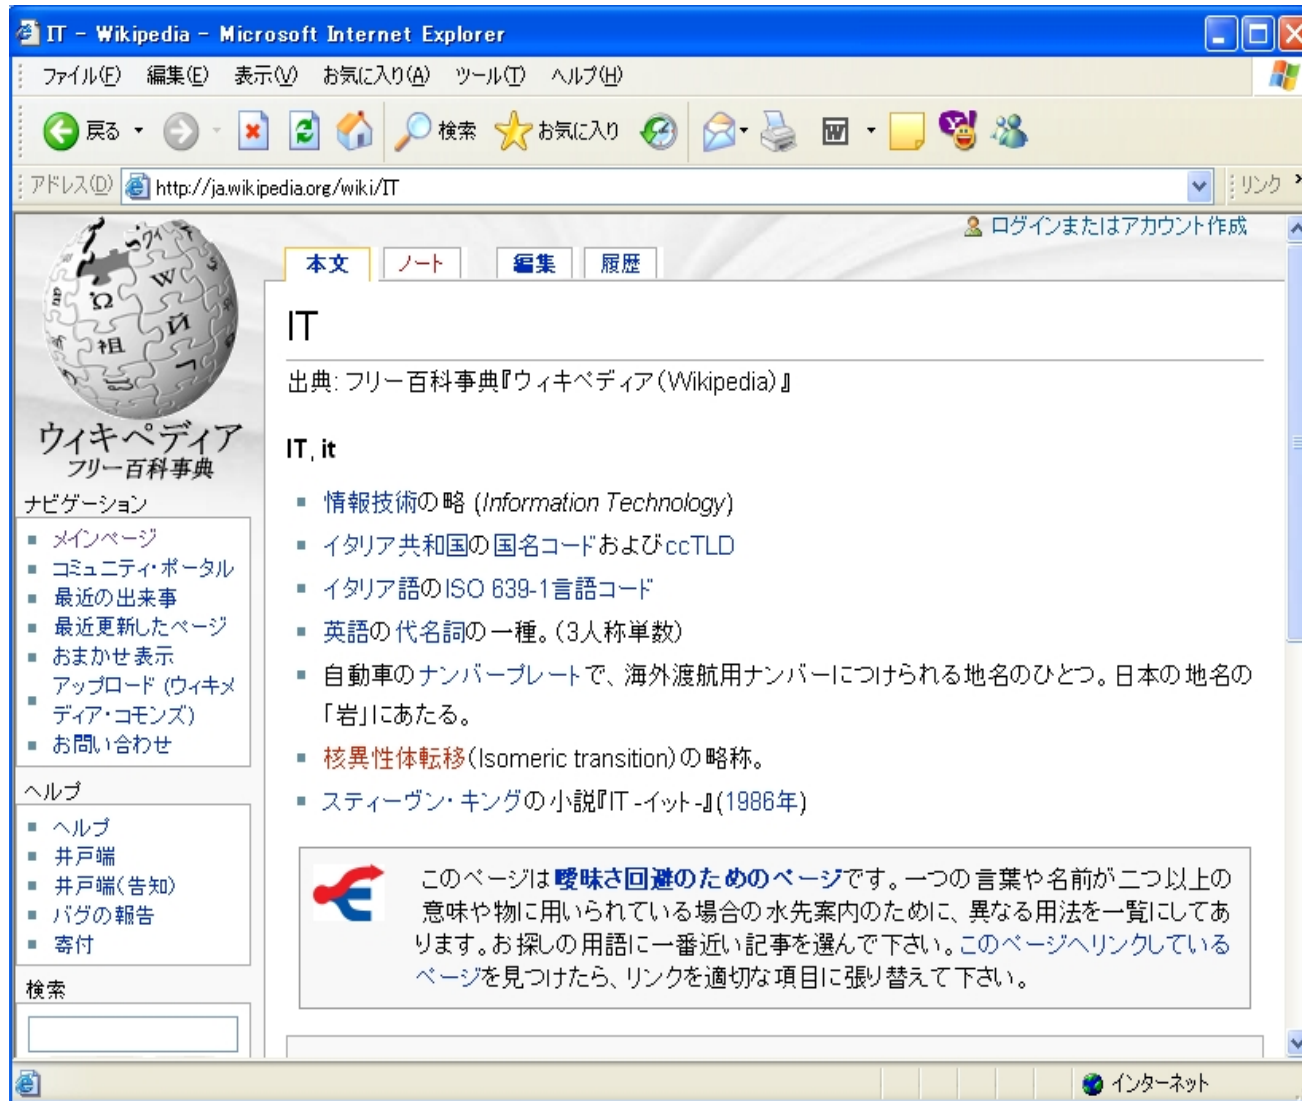 IT - Wikipedia - Microsoft Internet Explorer
ファイル(F) 編集(E) 表示(V) お気に入り(A) ツール(T) ヘルプ(H)
戻る 検索 お気に入り
アドレス(D) http://ja.wikipedia.org/wiki/IT リンク
ログインまたはアカウント作成
本文 ノート 編集 履歴
IT
出典: フリー百科事典『ウィキペディア(Wikipedia)』
IT, it
情報技術の略 (Information Technology)
イタリア共和国の国名コードおよびccTLD
イタリア語のISO 639-1言語コード
英語の代名詞の一種。(3人称単数)
自動車のナンバープレートで、海外渡航用ナンバーにつけられる地名のひとつ。日本の地名の
「岩」にあたる。
核異性体転移(Isomeric transition)の略称。
スティーヴン・キングの小説『IT -イット-』(1986年)
このページは曖昧さ回避のためのページです。一つの言葉や名前が二つ以上の
意味や物に用いられている場合の水先案内のために、異なる用法を一覧にしてあ
ります。お探しの用語に一番近い記事を選んで下さい。このページへリンクしている
ページを見つけたら、リンクを適切な項目に張り替えて下さい。
Ω W И 祖
ウィキペディア
フリー百科事典
ナビゲーション
メインページ
コミュニティ・ポータル
最近の出来事
最近更新したページ
おまかせ表示
アップロード (ウィキメ
ディア・コモンズ)
お問い合わせ
ヘルプ
ヘルプ
井戸端
井戸端(告知)
バグの報告
寄付
検索
インターネット